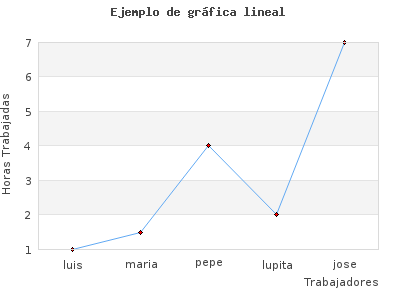 Ejemplo de gráfica lineal
Horas Trabajadas
7
6
5
4
3
2
1
luis
maria
pepe
lupita
jose
Trabajadores